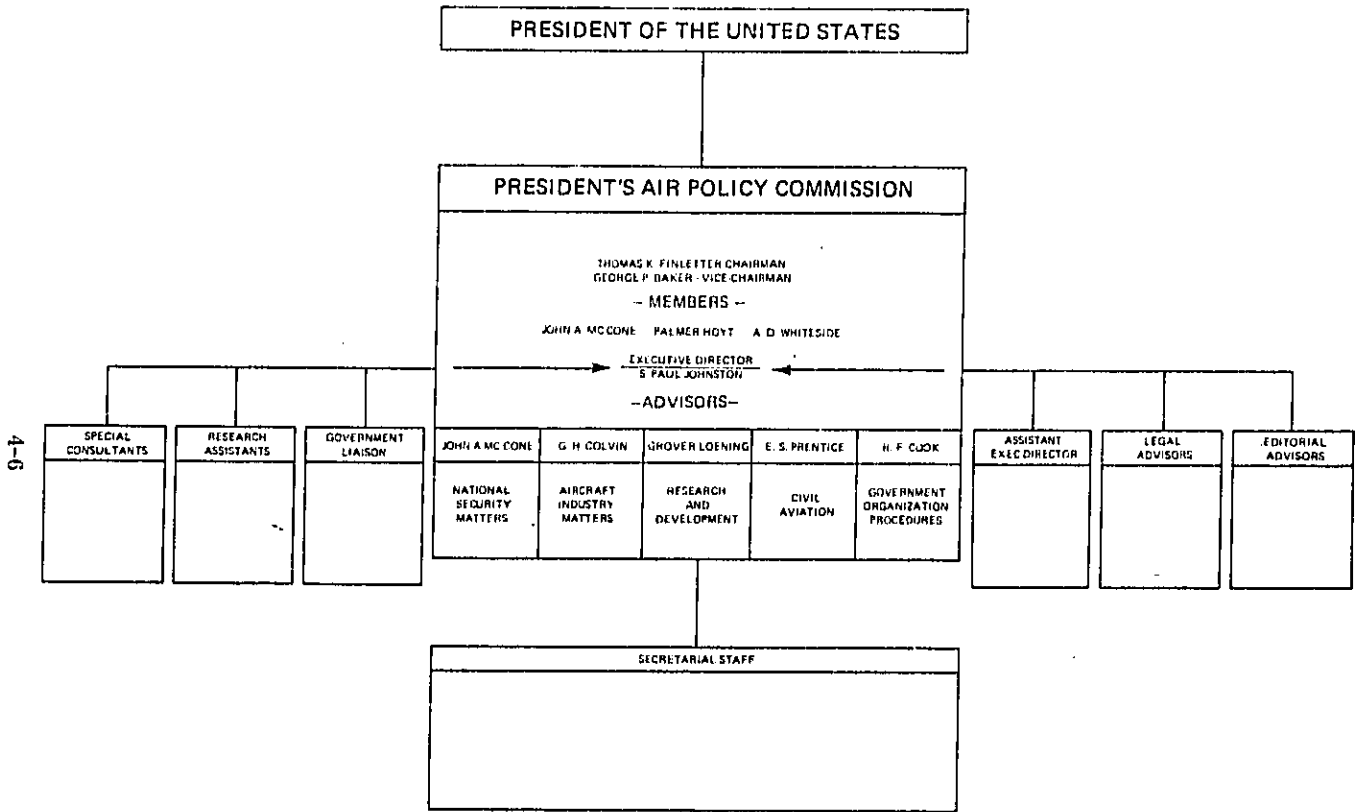 PRESIDENT OF THE UNITED STATES
PRESIDENT'S AIR POLICY COMMISSION
THOMAS K. FINLETTER CHAIRMAN
GEORGE P. BAKER - VICE-CHAIRMAN
- MEMBERS -
JOHN A. MC CONE PALMER HOYT A. D. WHITESIDE
EXECUTIVE DIRECTOR
S. PAUL JOHNSTON
-ADVISORS-
SPECIAL
CONSULTANTS
RESEARCH
ASSISTANTS
GOVERNMENT
LIAISON
JOHN A MC CONE
NATIONAL
SECURITY
MATTERS
G. H. COLVIN
AIRCRAFT
INDUSTRY
MATTERS
GROVER LOENING
RESEARCH
AND
DEVELOPMENT
E. S. PRENTICE
CIVIL
AVIATION
H. F. COOK
GOVERNMENT
ORGANIZATION
PROCEDURES
ASSISTANT
EXEC DIRECTOR
LEGAL
ADVISORS
EDITORIAL
ADVISORS
SECRETARIAL STAFF
4-6